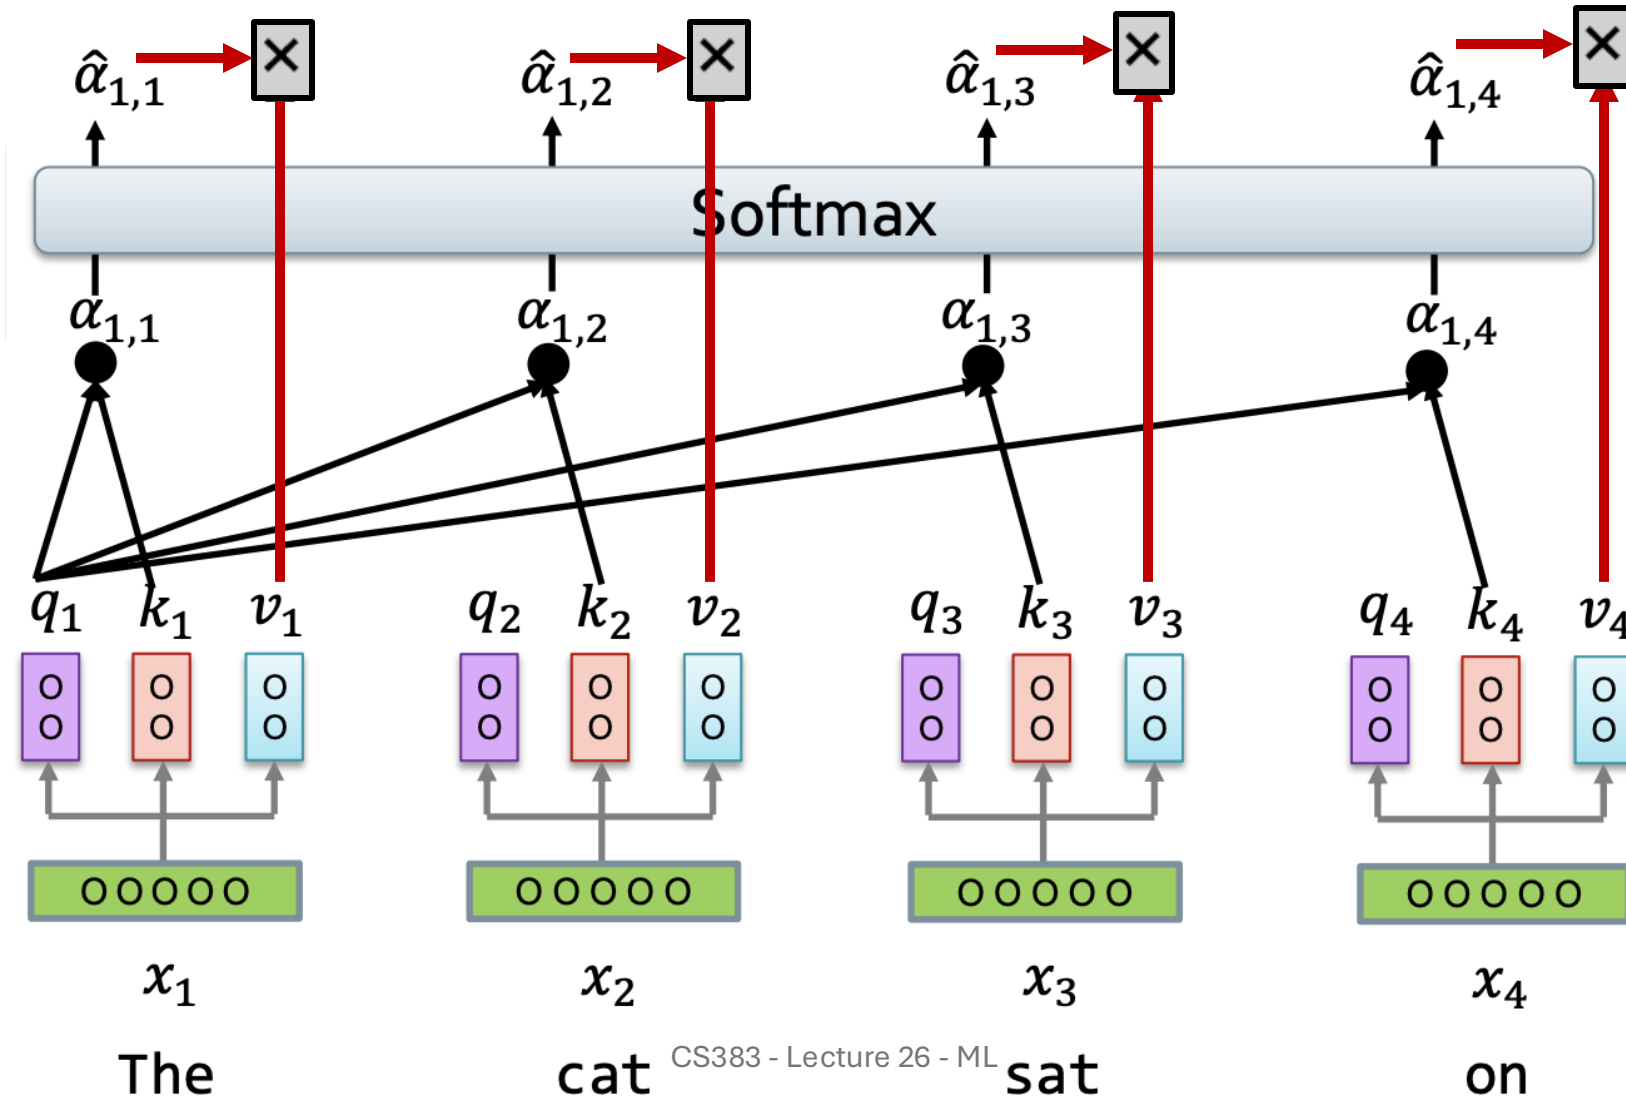 × × × ×
α̂₁,₁ α̂₁,₂ α̂₁,₃ α̂₁,₄
Softmax
α₁,₁ α₁,₂ α₁,₃ α₁,₄
q₁ k₁ v₁ q₂ k₂ v₂ q₃ k₃ v₃ q₄ k₄ v₄
O O O O O O O O O O O O
O O O O O O O O O O O O
O O O O O O O O O O O O O O O O O O O O
x₁ x₂ x₃ x₄
The cat sat on
CS383 - Lecture 26 - ML